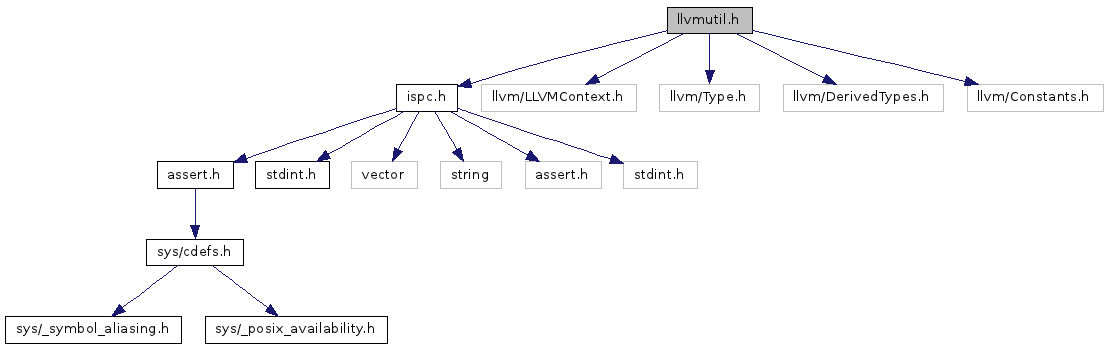 llvmutil.h
ispc.h
llvm/LLVMContext.h
llvm/Type.h
llvm/DerivedTypes.h
llvm/Constants.h
assert.h
stdint.h
vector
string
assert.h
stdint.h
sys/cdefs.h
sys/_symbol_aliasing.h
sys/_posix_availability.h